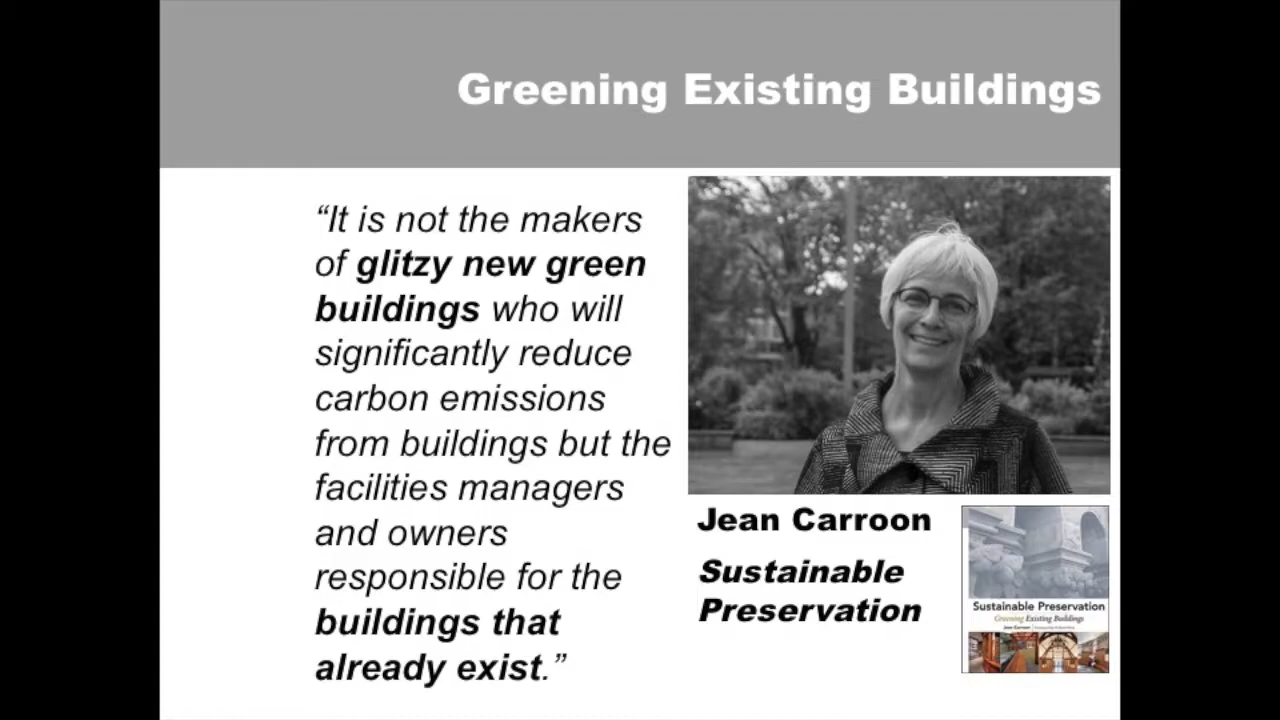 Greening Existing Buildings
“It is not the makers
of glitzy new green
buildings who will
significantly reduce
carbon emissions
from buildings but the
facilities managers
and owners
responsible for the
buildings that
already exist.”
Jean Carroon
Sustainable
Preservation
Sustainable Preservation
Greening Existing Buildings
Jean Carroon